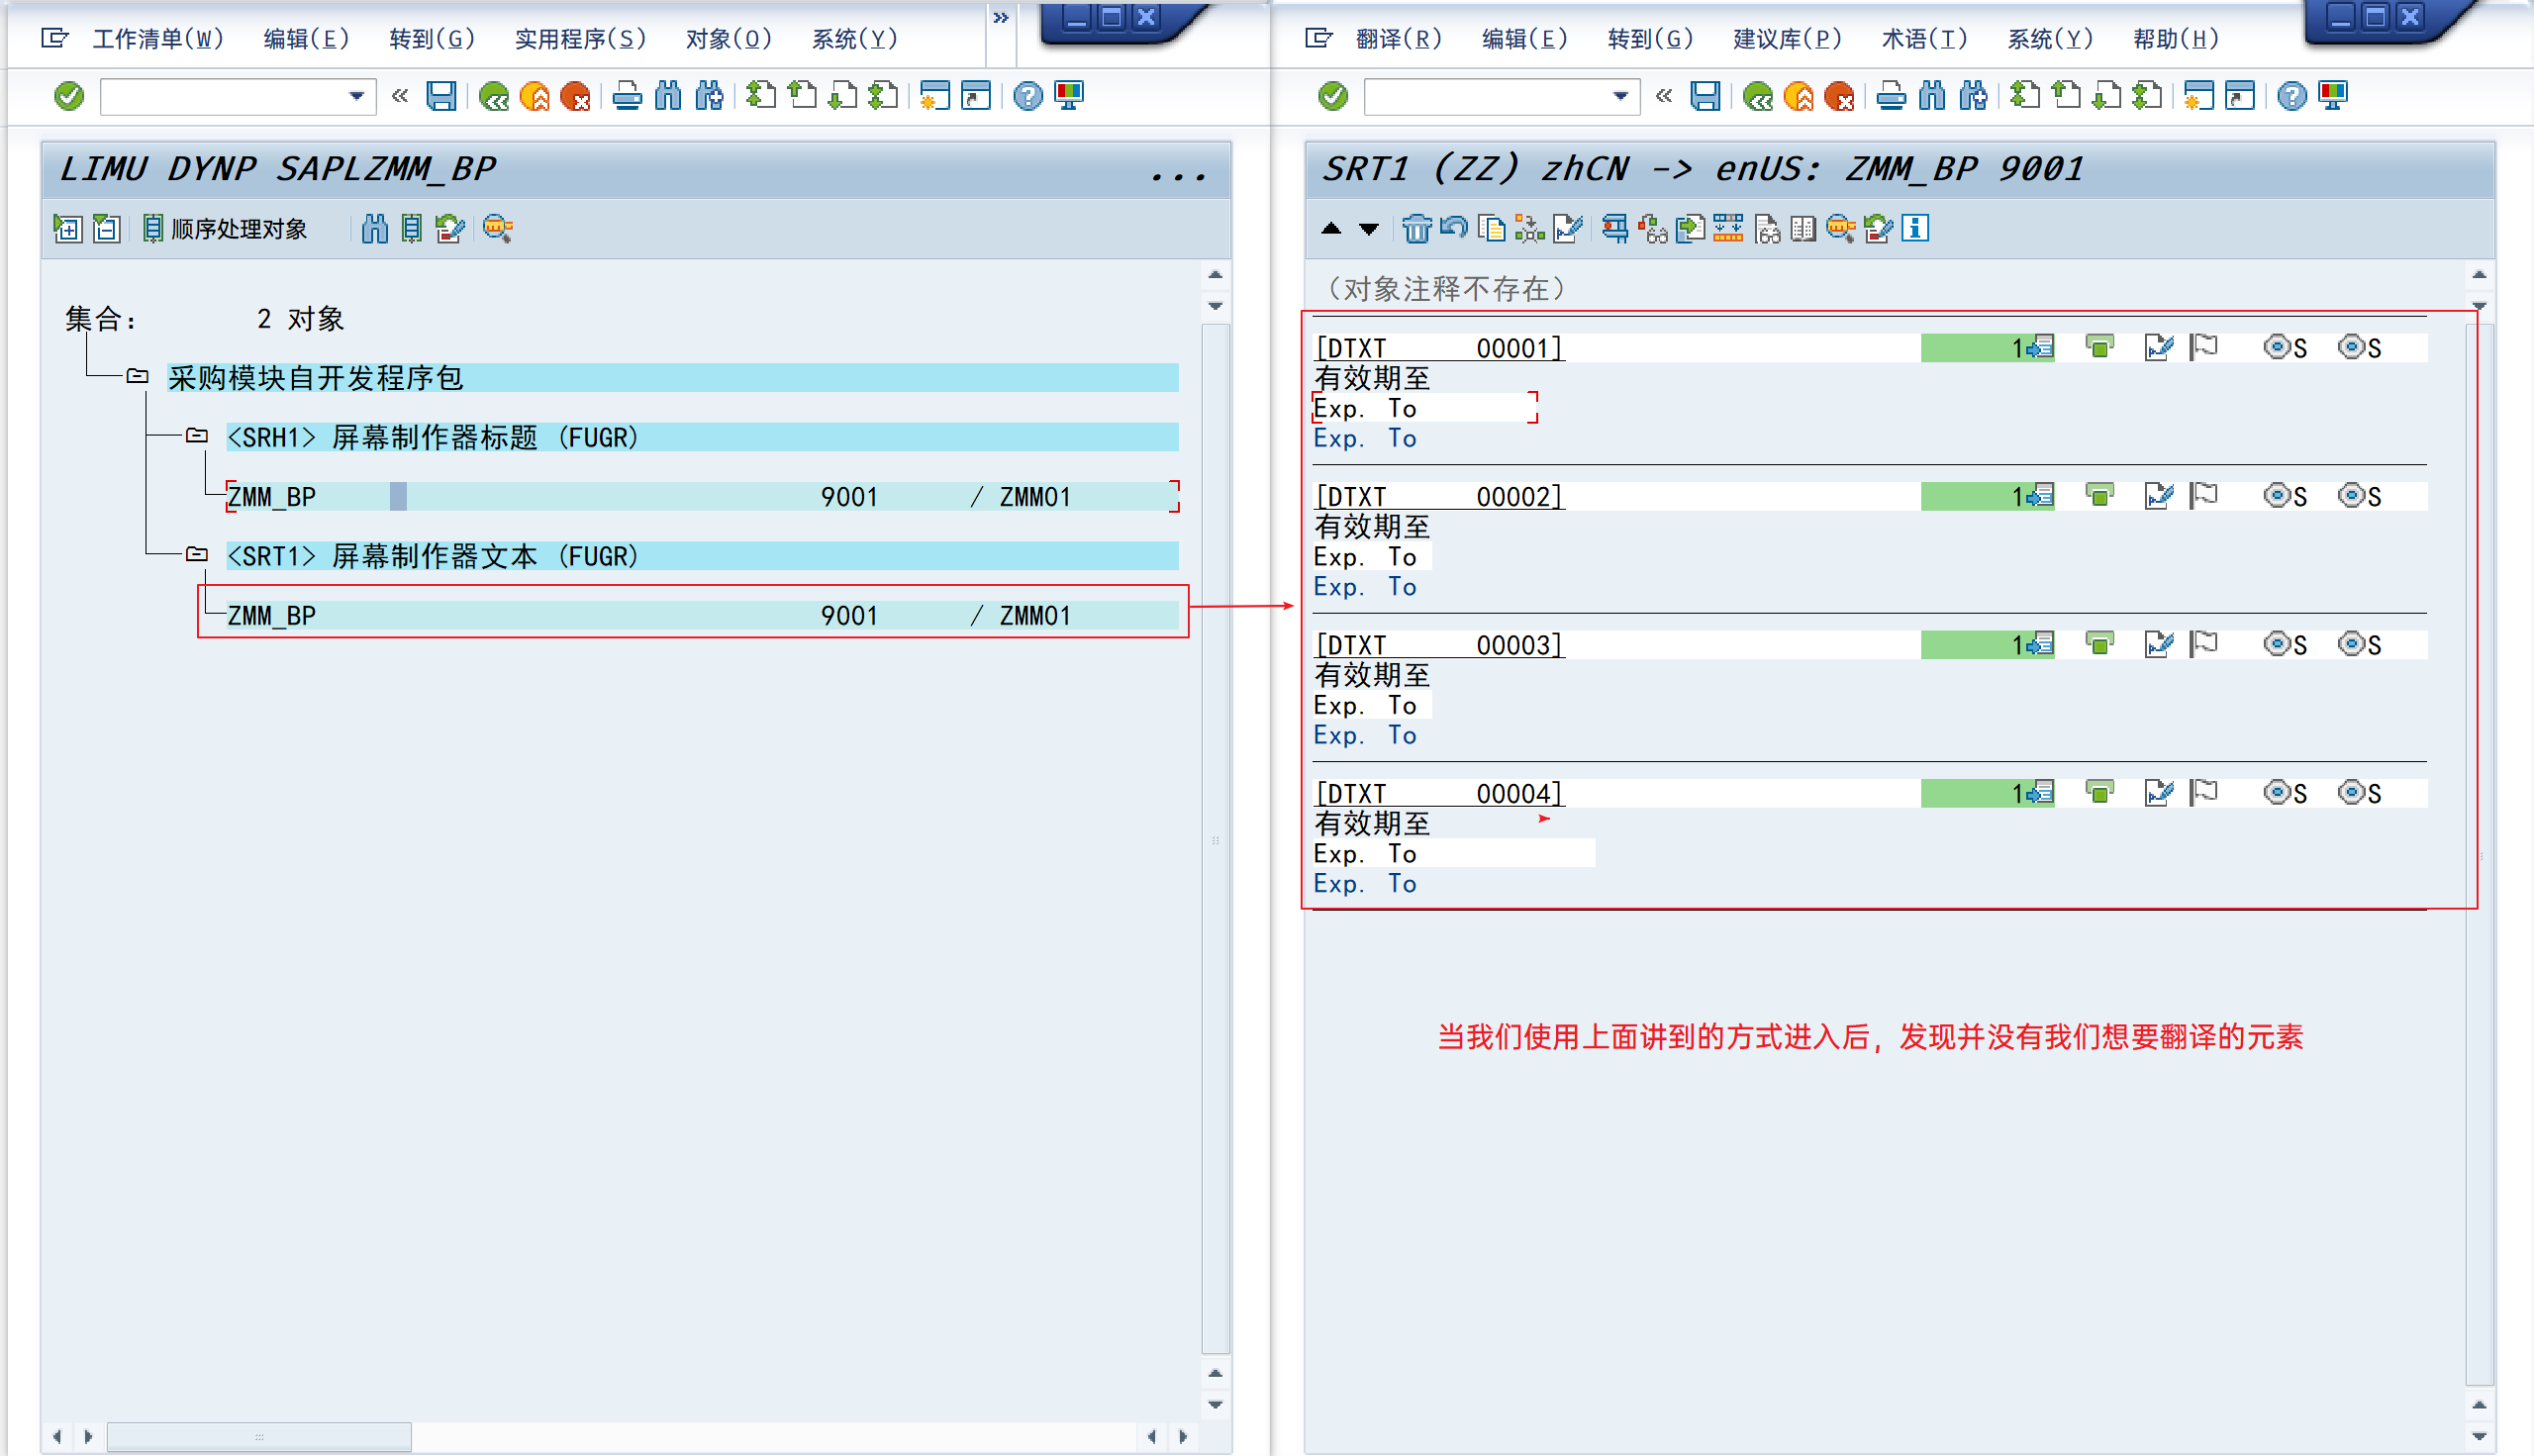 工作清单(W) 编辑(E) 转到(G) 实用程序(S) 对象(O) 系统(Y) »
LIMU DYNP SAPLZMM_BP ...
顺序处理对象
集合: 2 对象
采购模块自开发程序包
<SRH1> 屏幕制作器标题 (FUGR)
ZMM_BP 9001 / ZMM01
<SRT1> 屏幕制作器文本 (FUGR)
ZMM_BP 9001 / ZMM01
翻译(R) 编辑(E) 转到(G) 建议库(P) 术语(T) 系统(Y) 帮助(H)
SRT1 (ZZ) zhCN -> enUS: ZMM_BP 9001
(对象注释不存在)
[DTXT 00001] 1 S S
有效期至
Exp. To
Exp. To
[DTXT 00002] 1 S S
有效期至
Exp. To
Exp. To
[DTXT 00003] 1 S S
有效期至
Exp. To
Exp. To
[DTXT 00004] 1 S S
有效期至
Exp. To
Exp. To
当我们使用上面讲到的方式进入后，发现并没有我们想要翻译的元素